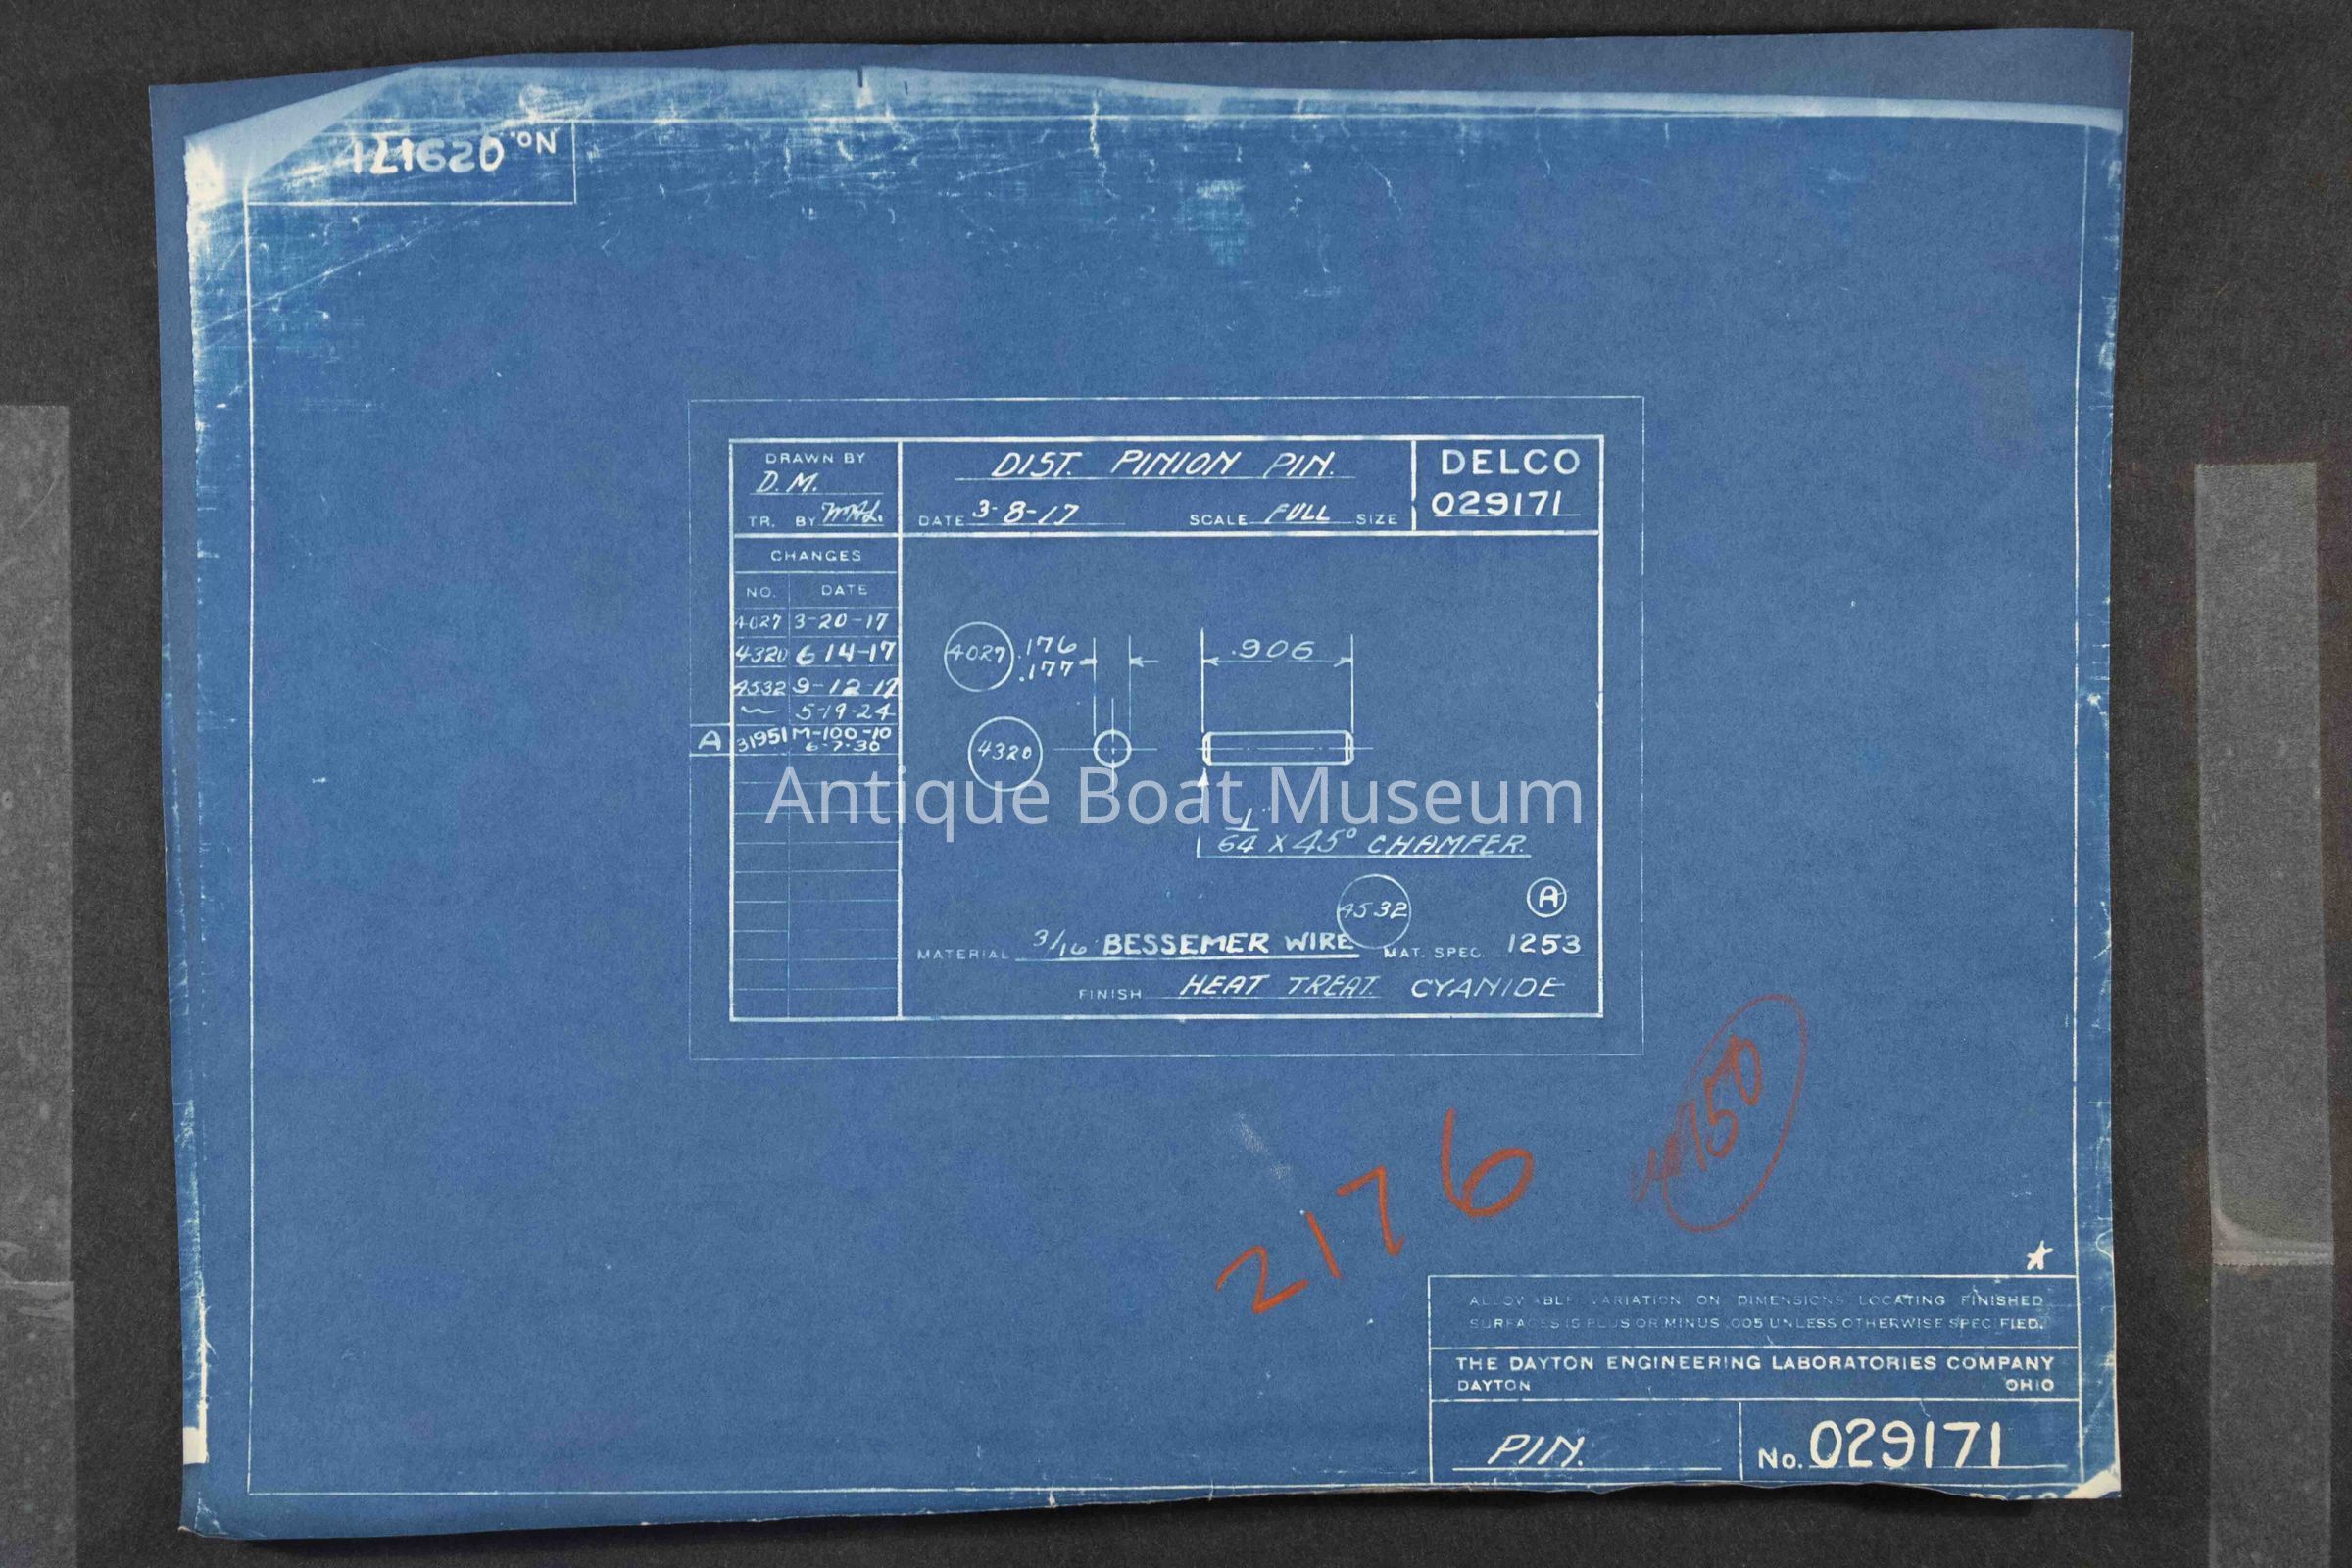 No. 029171
DRAWN BY
D. M.
TR. BY
DIST. PINION PIN.
DATE 3-8-17
SCALE FULL SIZE
DELCO
029171
CHANGES
NO. DATE
4027 3-20-17
4320 6 14-17
4532 9-12-17
5-19-24
A 31951 M-100-10
6-7-30
4027 .176
.177
.906
4320
Antique Boat Museum
1"
64 X 45° CHAMFER.
4532
A
MATERIAL 3/16" BESSEMER WIRE MAT. SPEC. 1253
FINISH HEAT TREAT. CYANIDE
150
2176
ALLOWABLE VARIATION ON DIMENSIONS LOCATING FINISHED
SURFACES IS PLUS OR MINUS .005 UNLESS OTHERWISE SPECIFIED.
THE DAYTON ENGINEERING LABORATORIES COMPANY
DAYTON OHIO
PIN. No. 029171